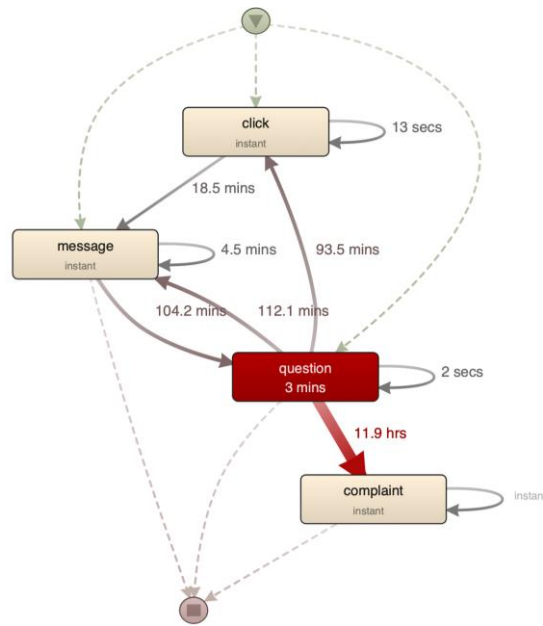 click
instant
13 secs
18.5 mins
message
instant
4.5 mins
93.5 mins
104.2 mins
112.1 mins
question
3 mins
2 secs
11.9 hrs
complaint
instant
instant